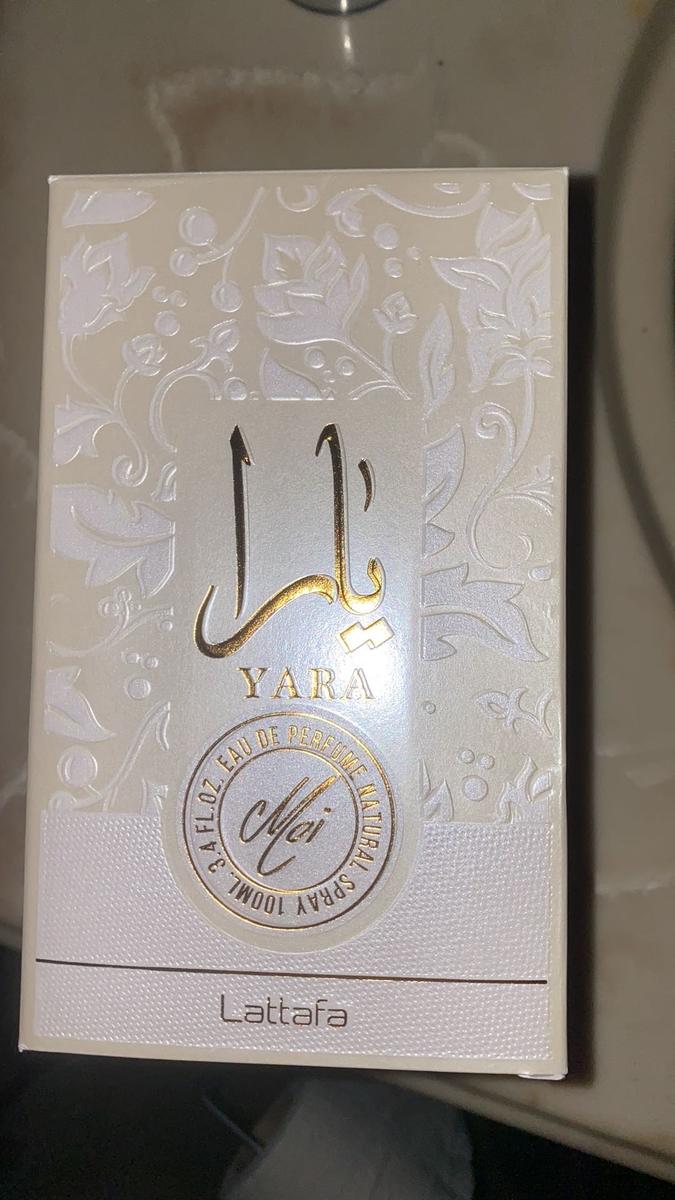 يارا
YARA
EAU DE PERFUME NATURAL SPRAY 100ML. 3.4 FL.OZ.
Moi
Lattafa